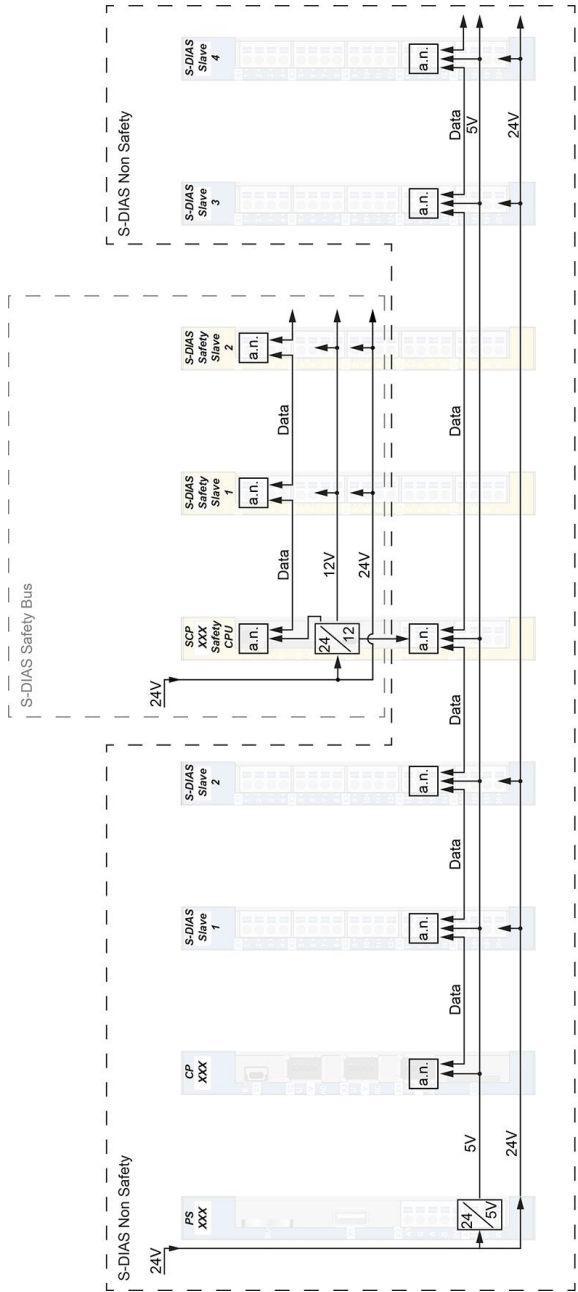 S-DIAS Safety Bus
S-DIAS Non Safety
S-DIAS Non Safety
24V
24V
PS
XXX
CP
XXX
S-DIAS
Slave
1
S-DIAS
Slave
2
SCP
XXX
Safety
CPU
S-DIAS
Safety
Slave
1
S-DIAS
Safety
Slave
2
S-DIAS
Slave
3
S-DIAS
Slave
4
a.n.
a.n.
a.n.
Data
Data
24
12
12V
24V
a.n.
a.n.
a.n.
a.n.
a.n.
a.n.
Data
Data
Data
Data
Data
24
5V
5V
5V
24V
24V